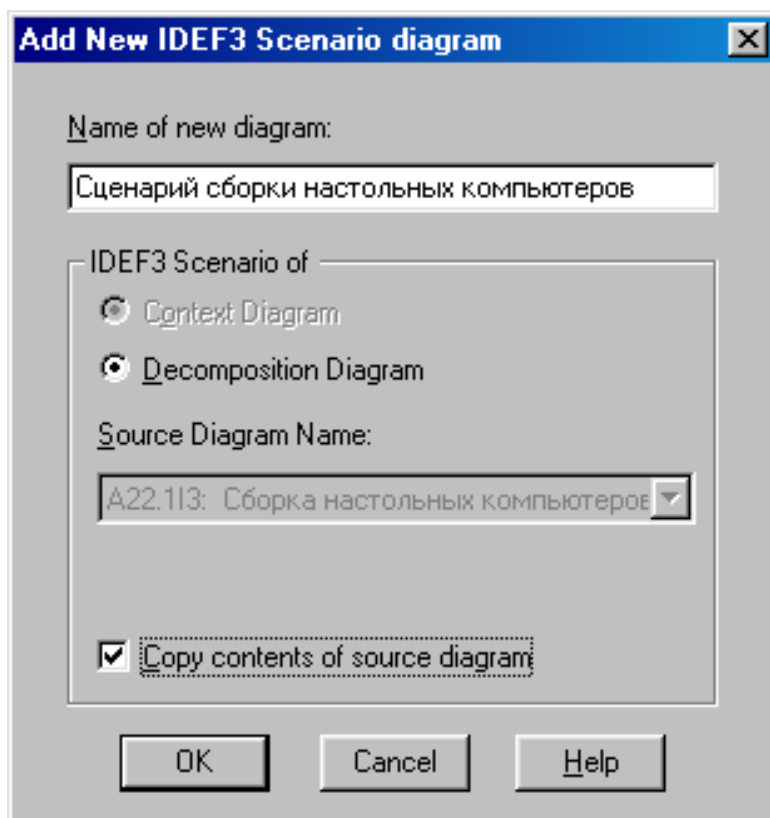 Add New IDEF3 Scenario diagram
Name of new diagram:
Сценарий сборки настольных компьютеров
IDEF3 Scenario of
Context Diagram
Decomposition Diagram
Source Diagram Name:
A22.1I3: Сборка настольных компьютеров
Copy contents of source diagram
OK Cancel Help